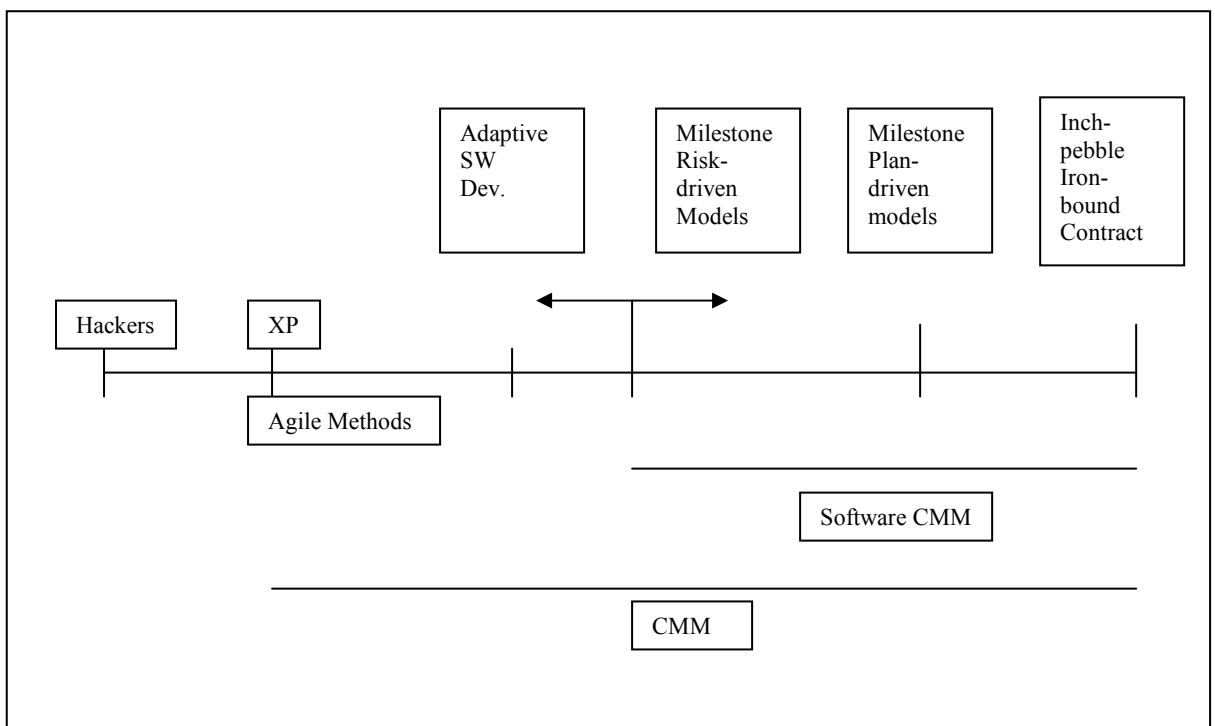 Adaptive
SW
Dev.
Milestone
Risk-
driven
Models
Milestone
Plan-
driven
models
Inch-
pebble
Iron-
bound
Contract
Hackers
XP
Agile Methods
Software CMM
CMM